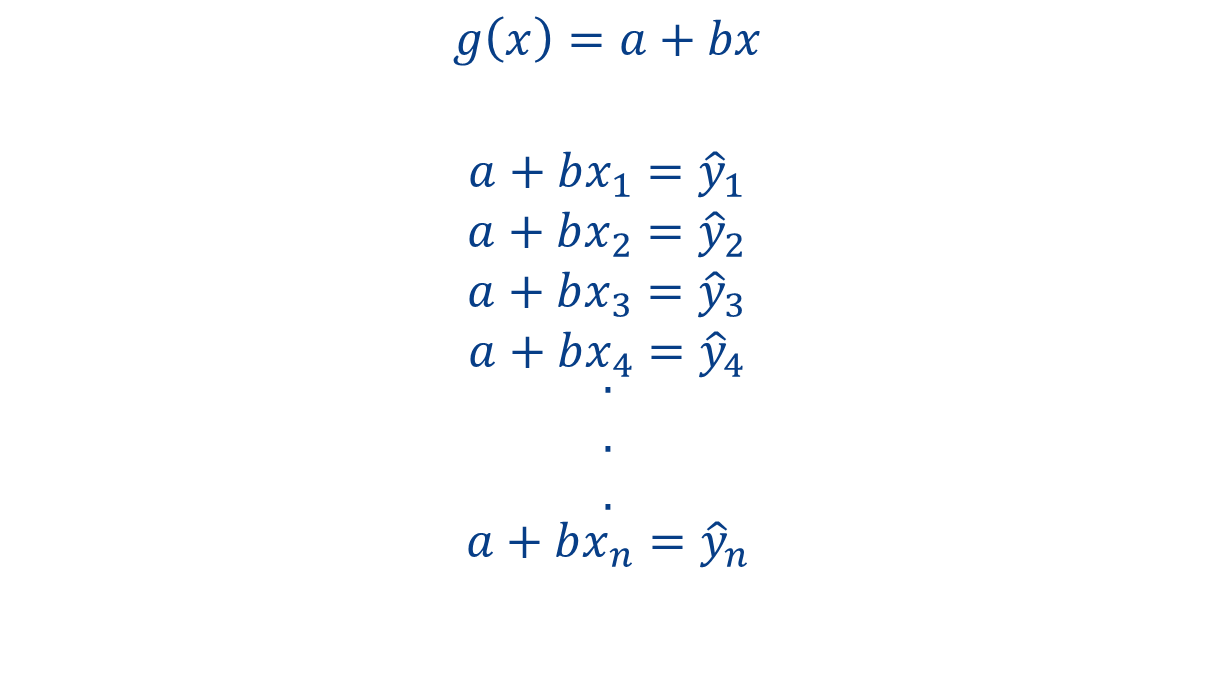 g(x) = a + bx
a + bx₁ = ŷ₁
a + bx₂ = ŷ₂
a + bx₃ = ŷ₃
a + bx₄ = ŷ₄
.
.
.
a + bxₙ = ŷₙ